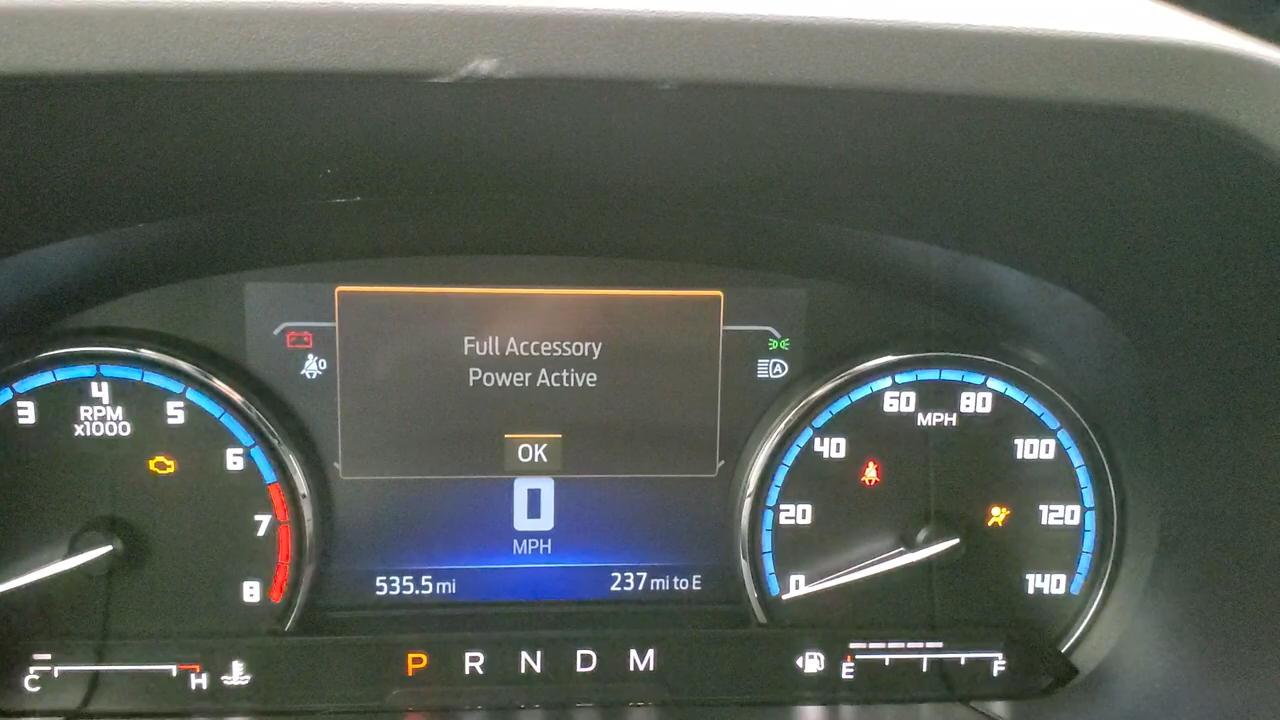 Full Accessory
Power Active
OK
0
MPH
535.5 mi
237 mi to E
3
4
5
6
7
8
RPM
x1000
0
20
40
60
80
100
120
140
MPH
C
H
P R N D M
E
F